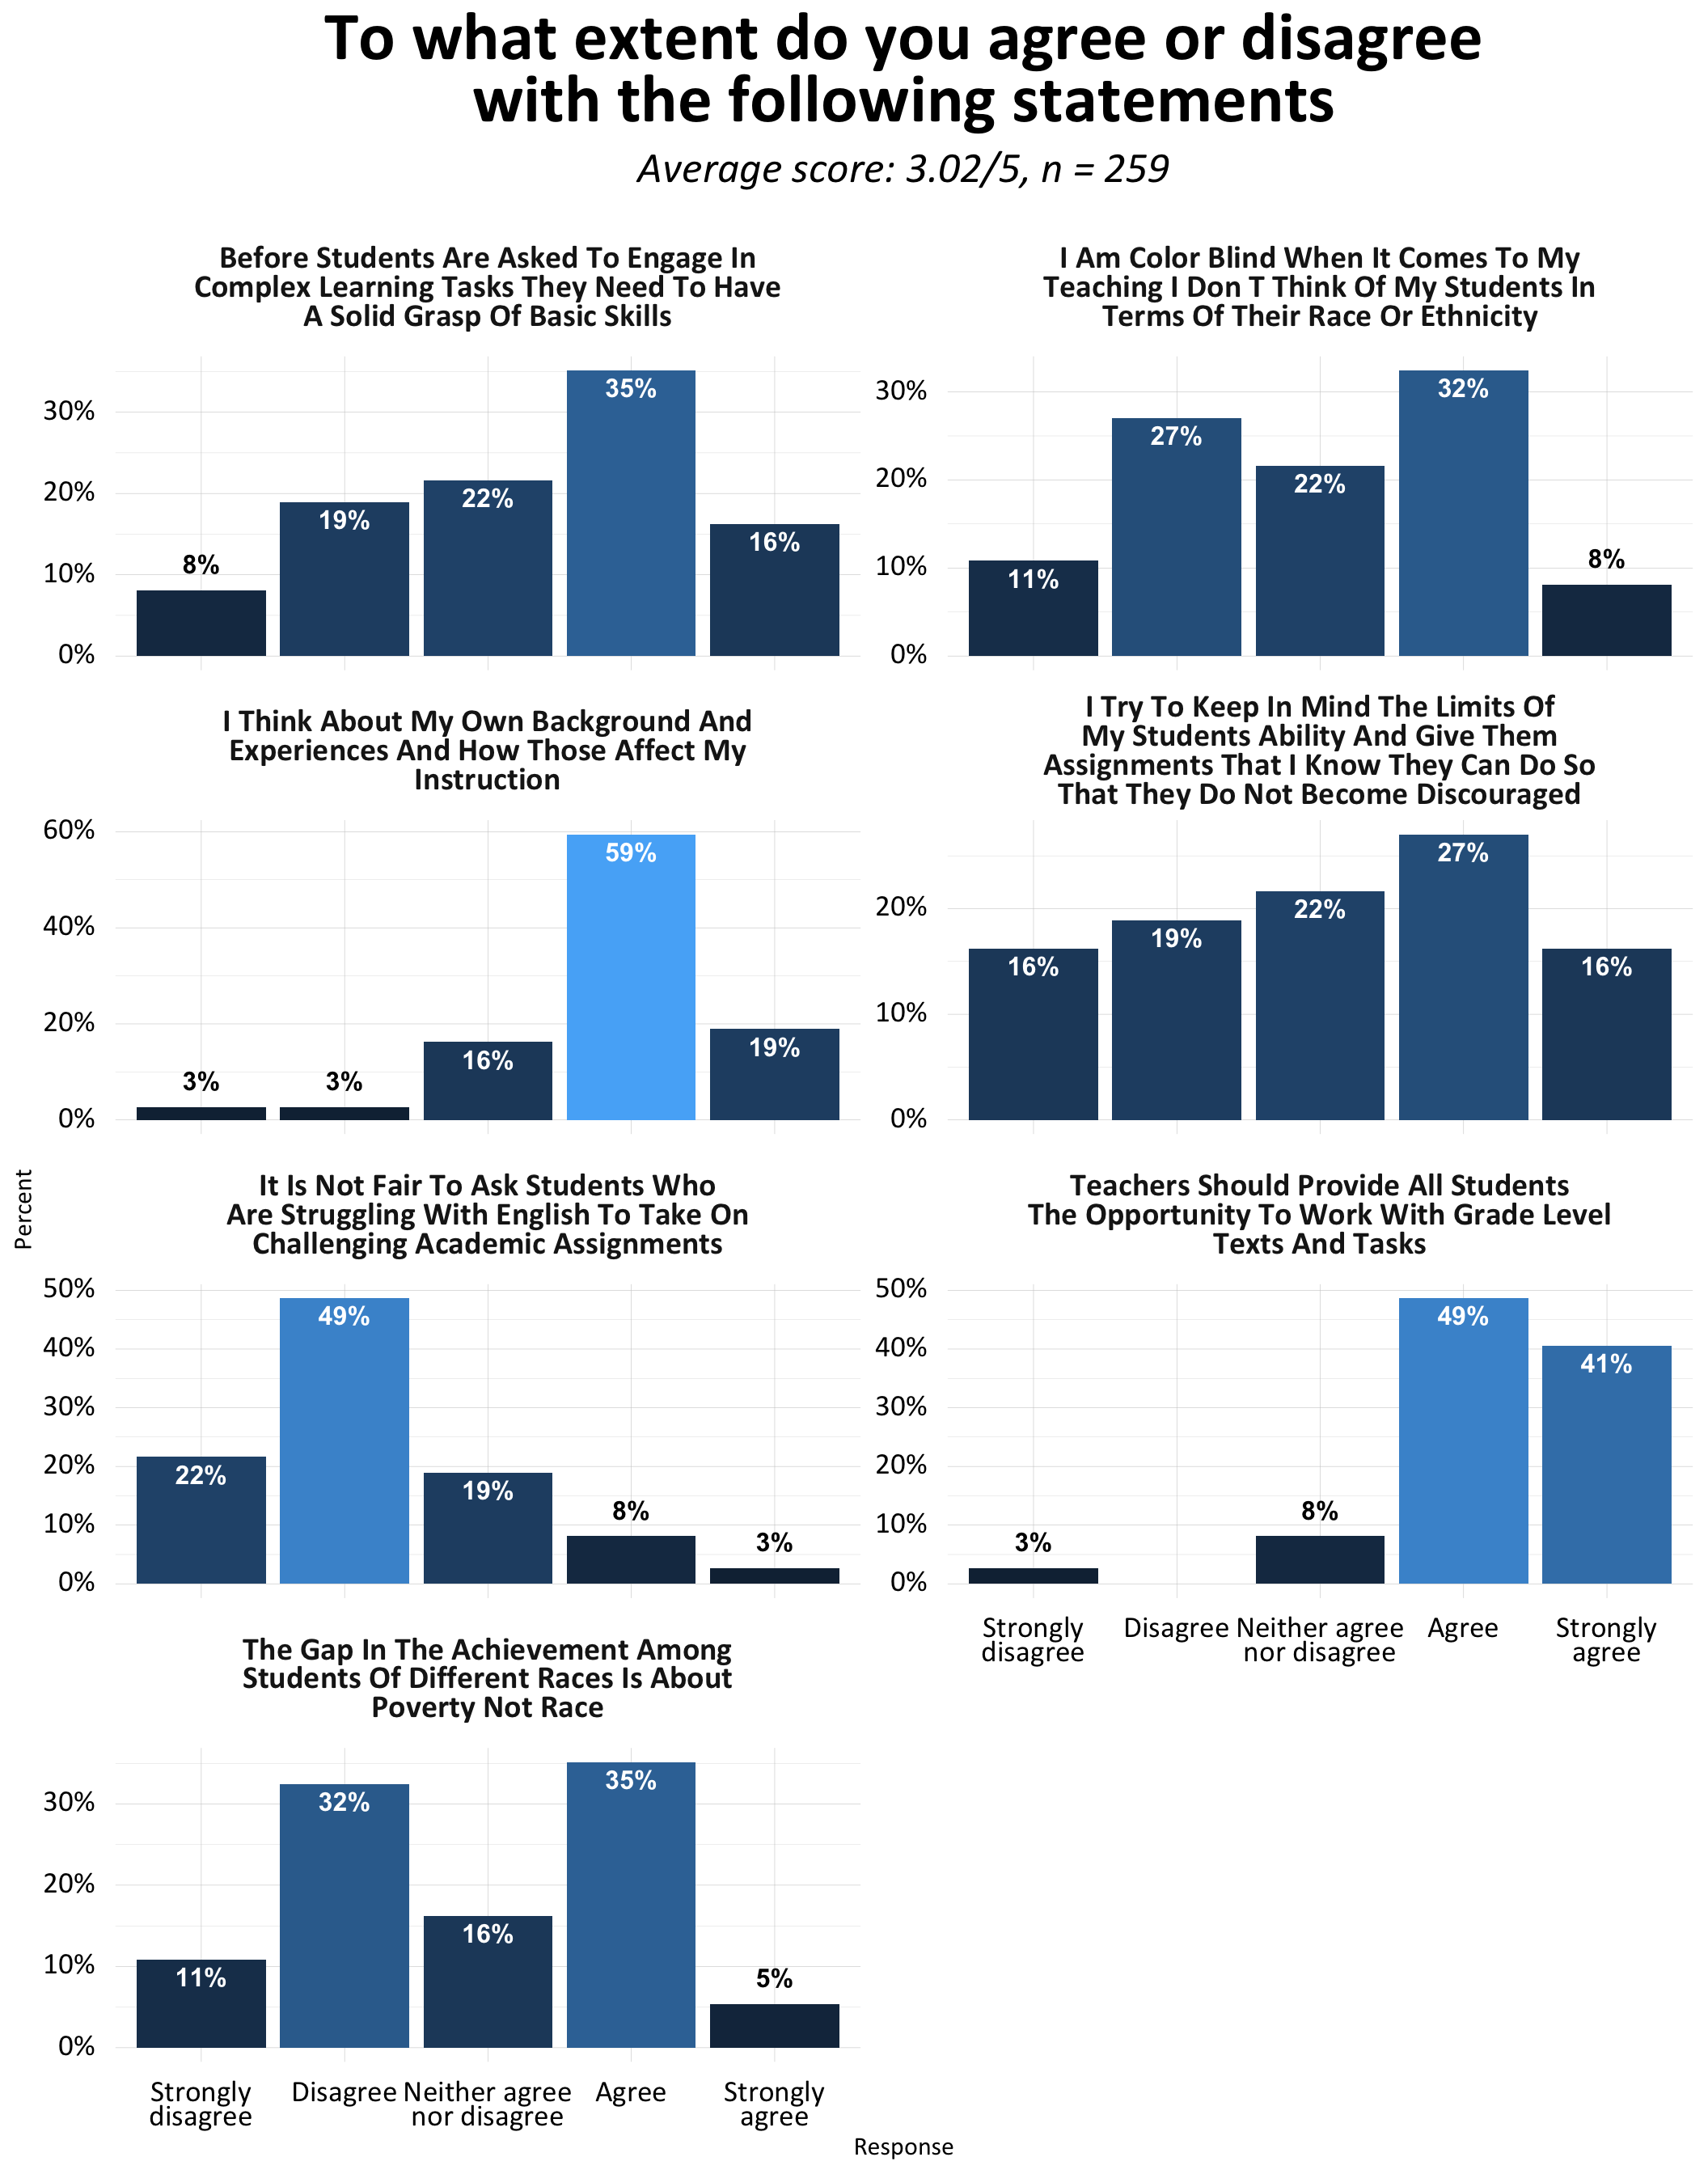 To what extent do you agree or disagree
with the following statements
Average score: 3.02/5, n = 259
Before Students Are Asked To Engage In
Complex Learning Tasks They Need To Have
A Solid Grasp Of Basic Skills
30%
20%
10%
0%
8%
19%
22%
35%
16%
I Am Color Blind When It Comes To My
Teaching I Don T Think Of My Students In
Terms Of Their Race Or Ethnicity
30%
20%
10%
0%
11%
27%
22%
32%
8%
I Think About My Own Background And
Experiences And How Those Affect My
Instruction
60%
40%
20%
0%
3%
3%
16%
59%
19%
I Try To Keep In Mind The Limits Of
My Students Ability And Give Them
Assignments That I Know They Can Do So
That They Do Not Become Discouraged
20%
10%
0%
16%
19%
22%
27%
16%
Percent
It Is Not Fair To Ask Students Who
Are Struggling With English To Take On
Challenging Academic Assignments
50%
40%
30%
20%
10%
0%
22%
49%
19%
8%
3%
Teachers Should Provide All Students
The Opportunity To Work With Grade Level
Texts And Tasks
50%
40%
30%
20%
10%
0%
3%
8%
49%
41%
Strongly
disagree
Disagree
Neither agree
nor disagree
Agree
Strongly
agree
The Gap In The Achievement Among
Students Of Different Races Is About
Poverty Not Race
30%
20%
10%
0%
11%
32%
16%
35%
5%
Strongly
disagree
Disagree
Neither agree
nor disagree
Agree
Strongly
agree
Response